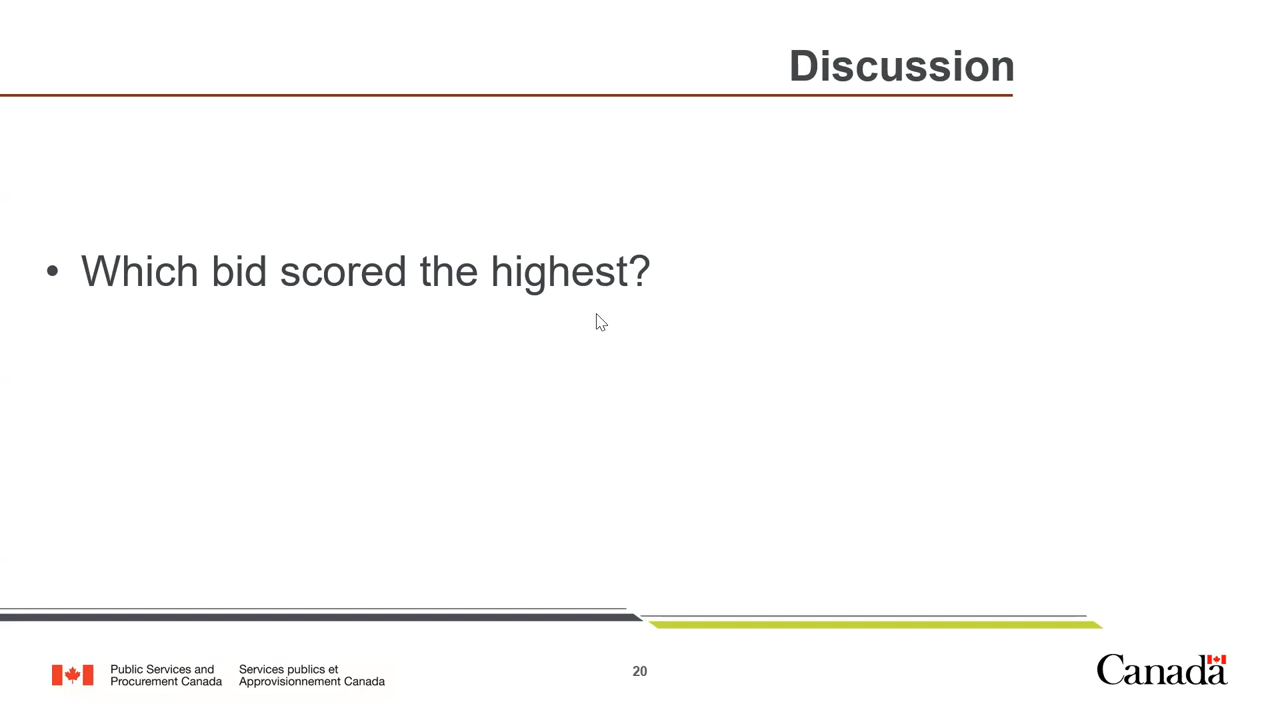 Discussion
• Which bid scored the highest?
Public Services and
Procurement Canada
Services publics et
Approvisionnement Canada
20
Canada